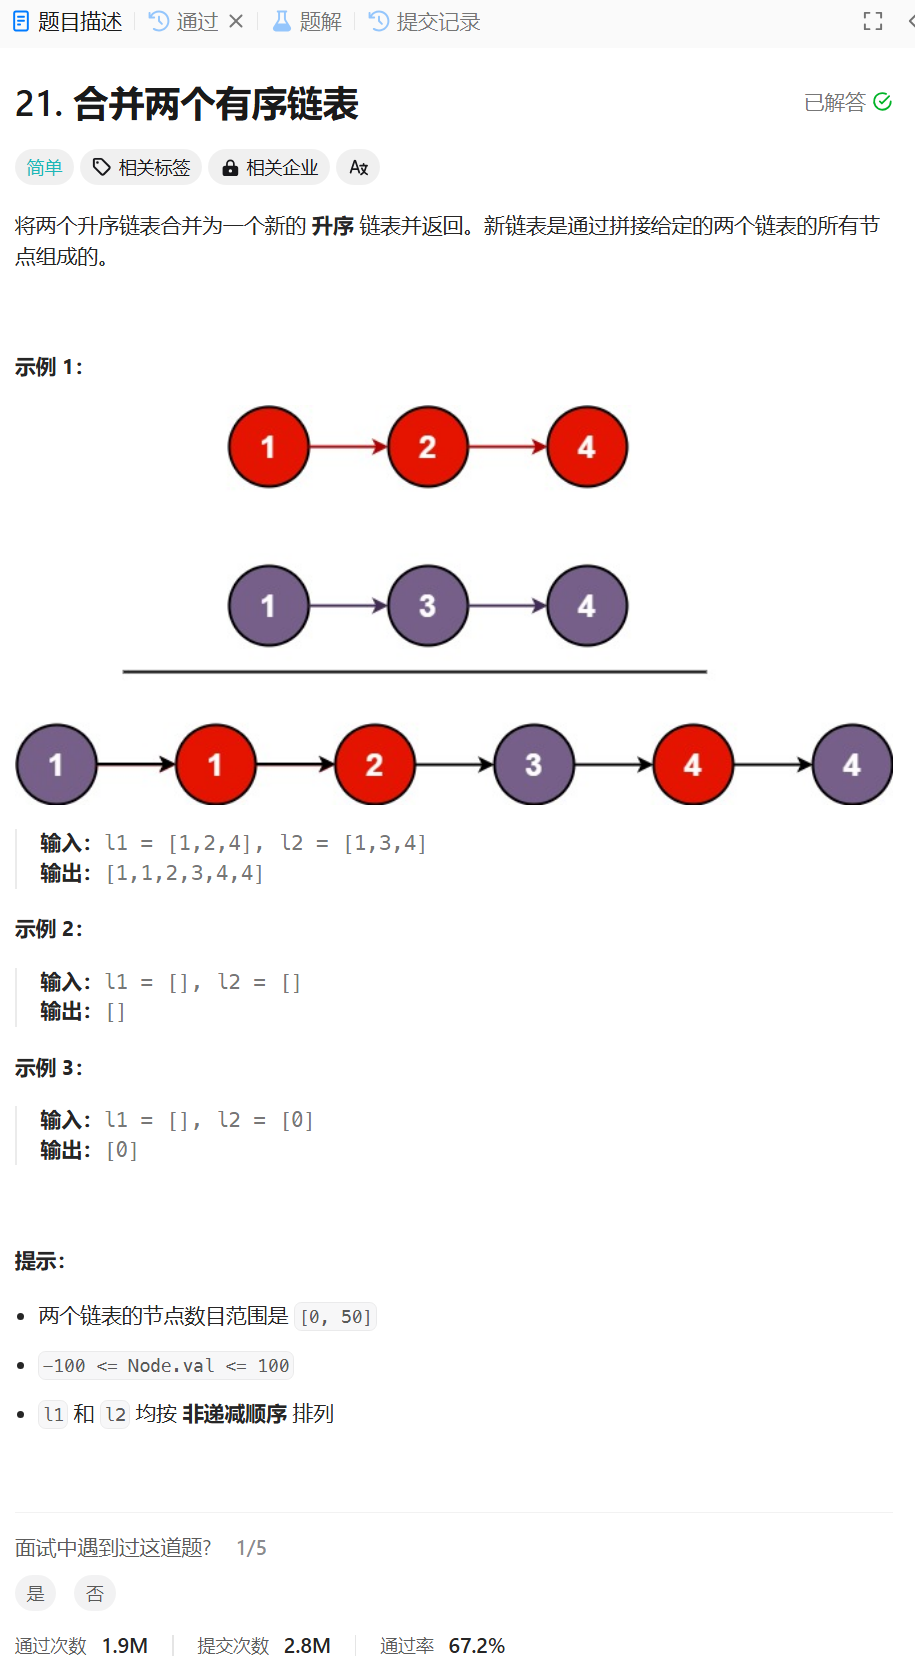 题目描述 通过 题解 提交记录
21. 合并两个有序链表
已解答
简单 相关标签 相关企业 A文
将两个升序链表合并为一个新的 升序 链表并返回。新链表是通过拼接给定的两个链表的所有节
点组成的。
示例 1：
1 2 4
1 3 4
1 1 2 3 4 4
输入：l1 = [1,2,4], l2 = [1,3,4]
输出：[1,1,2,3,4,4]
示例 2：
输入：l1 = [], l2 = []
输出：[]
示例 3：
输入：l1 = [], l2 = [0]
输出：[0]
提示：
• 两个链表的节点数目范围是 [0, 50]
• -100 <= Node.val <= 100
• l1 和 l2 均按 非递减顺序 排列
面试中遇到过这道题? 1/5
是 否
通过次数 1.9M 提交次数 2.8M 通过率 67.2%